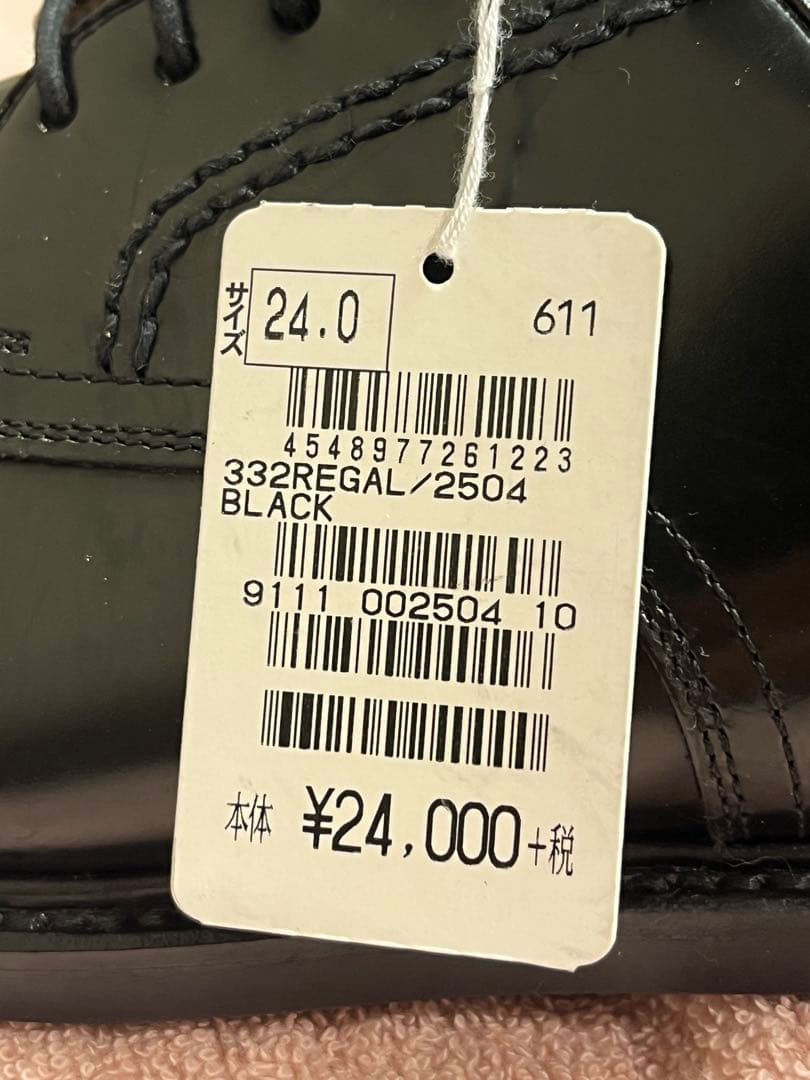 サイズ 24.0 611
4548977261223
332REGAL/2504
BLACK
9111 002504 10
本体 ¥24,000+税